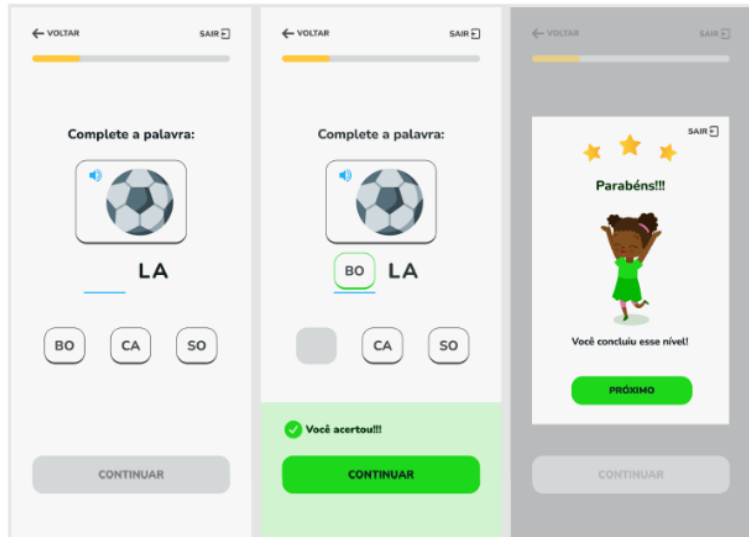 VOLTAR SAIR
Complete a palavra:
LA
BO CA SO
CONTINUAR
VOLTAR SAIR
Complete a palavra:
BO LA
CA SO
Você acertou!!!
CONTINUAR
VOLTAR SAIR
SAIR
Parabéns!!!
Você concluiu esse nível!
PRÓXIMO
CONTINUAR